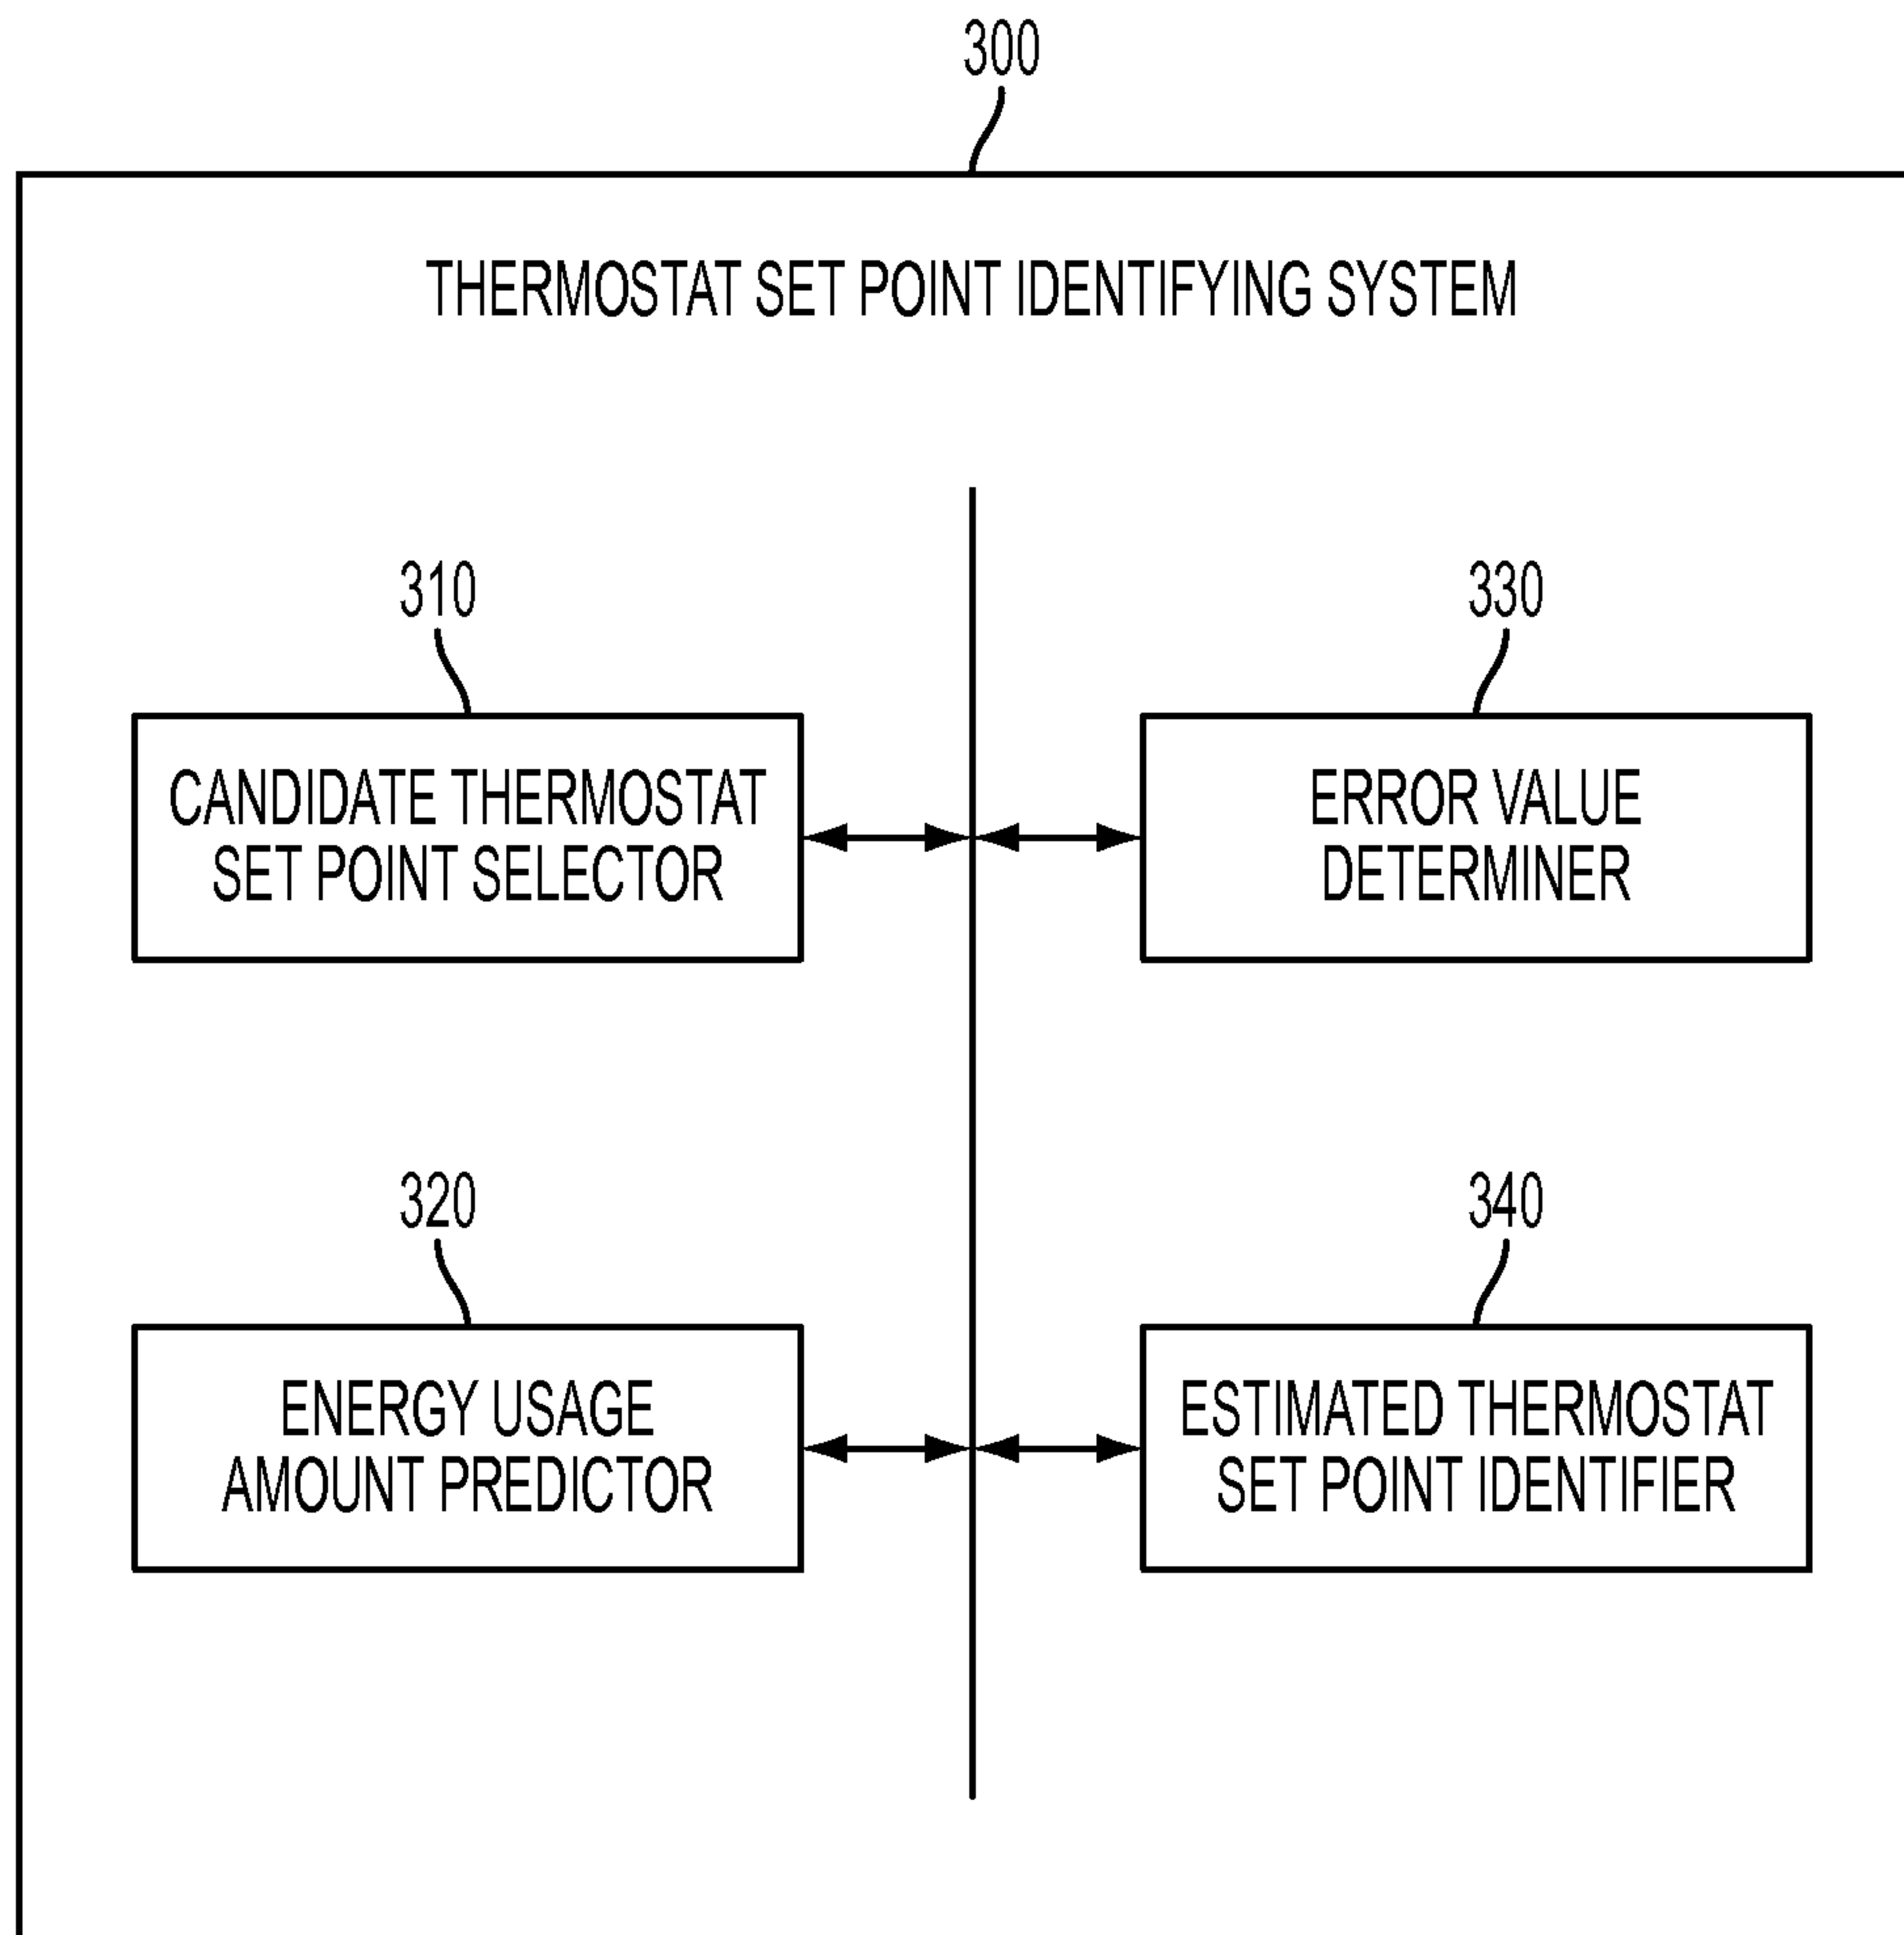 300
THERMOSTAT SET POINT IDENTIFYING SYSTEM
310
CANDIDATE THERMOSTAT
SET POINT SELECTOR
330
ERROR VALUE
DETERMINER
320
ENERGY USAGE
AMOUNT PREDICTOR
340
ESTIMATED THERMOSTAT
SET POINT IDENTIFIER